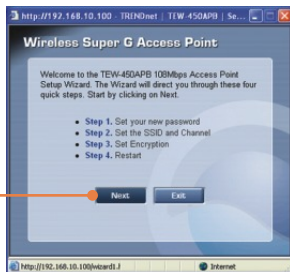 http://192.168.10.100 - TRENDnet | TEW-450APB | Se...
Wireless Super G Access Point
Welcome to the TEW-450APB 108Mbps Access Point
Setup Wizard. The Wizard will direct you through these four
quick steps. Start by clicking on Next.
• Step 1. Set your new password
• Step 2. Set the SSID and Channel
• Step 3. Set Encryption
• Step 4. Restart
Next Exit
http://192.168.10.100/wizard1.l Internet